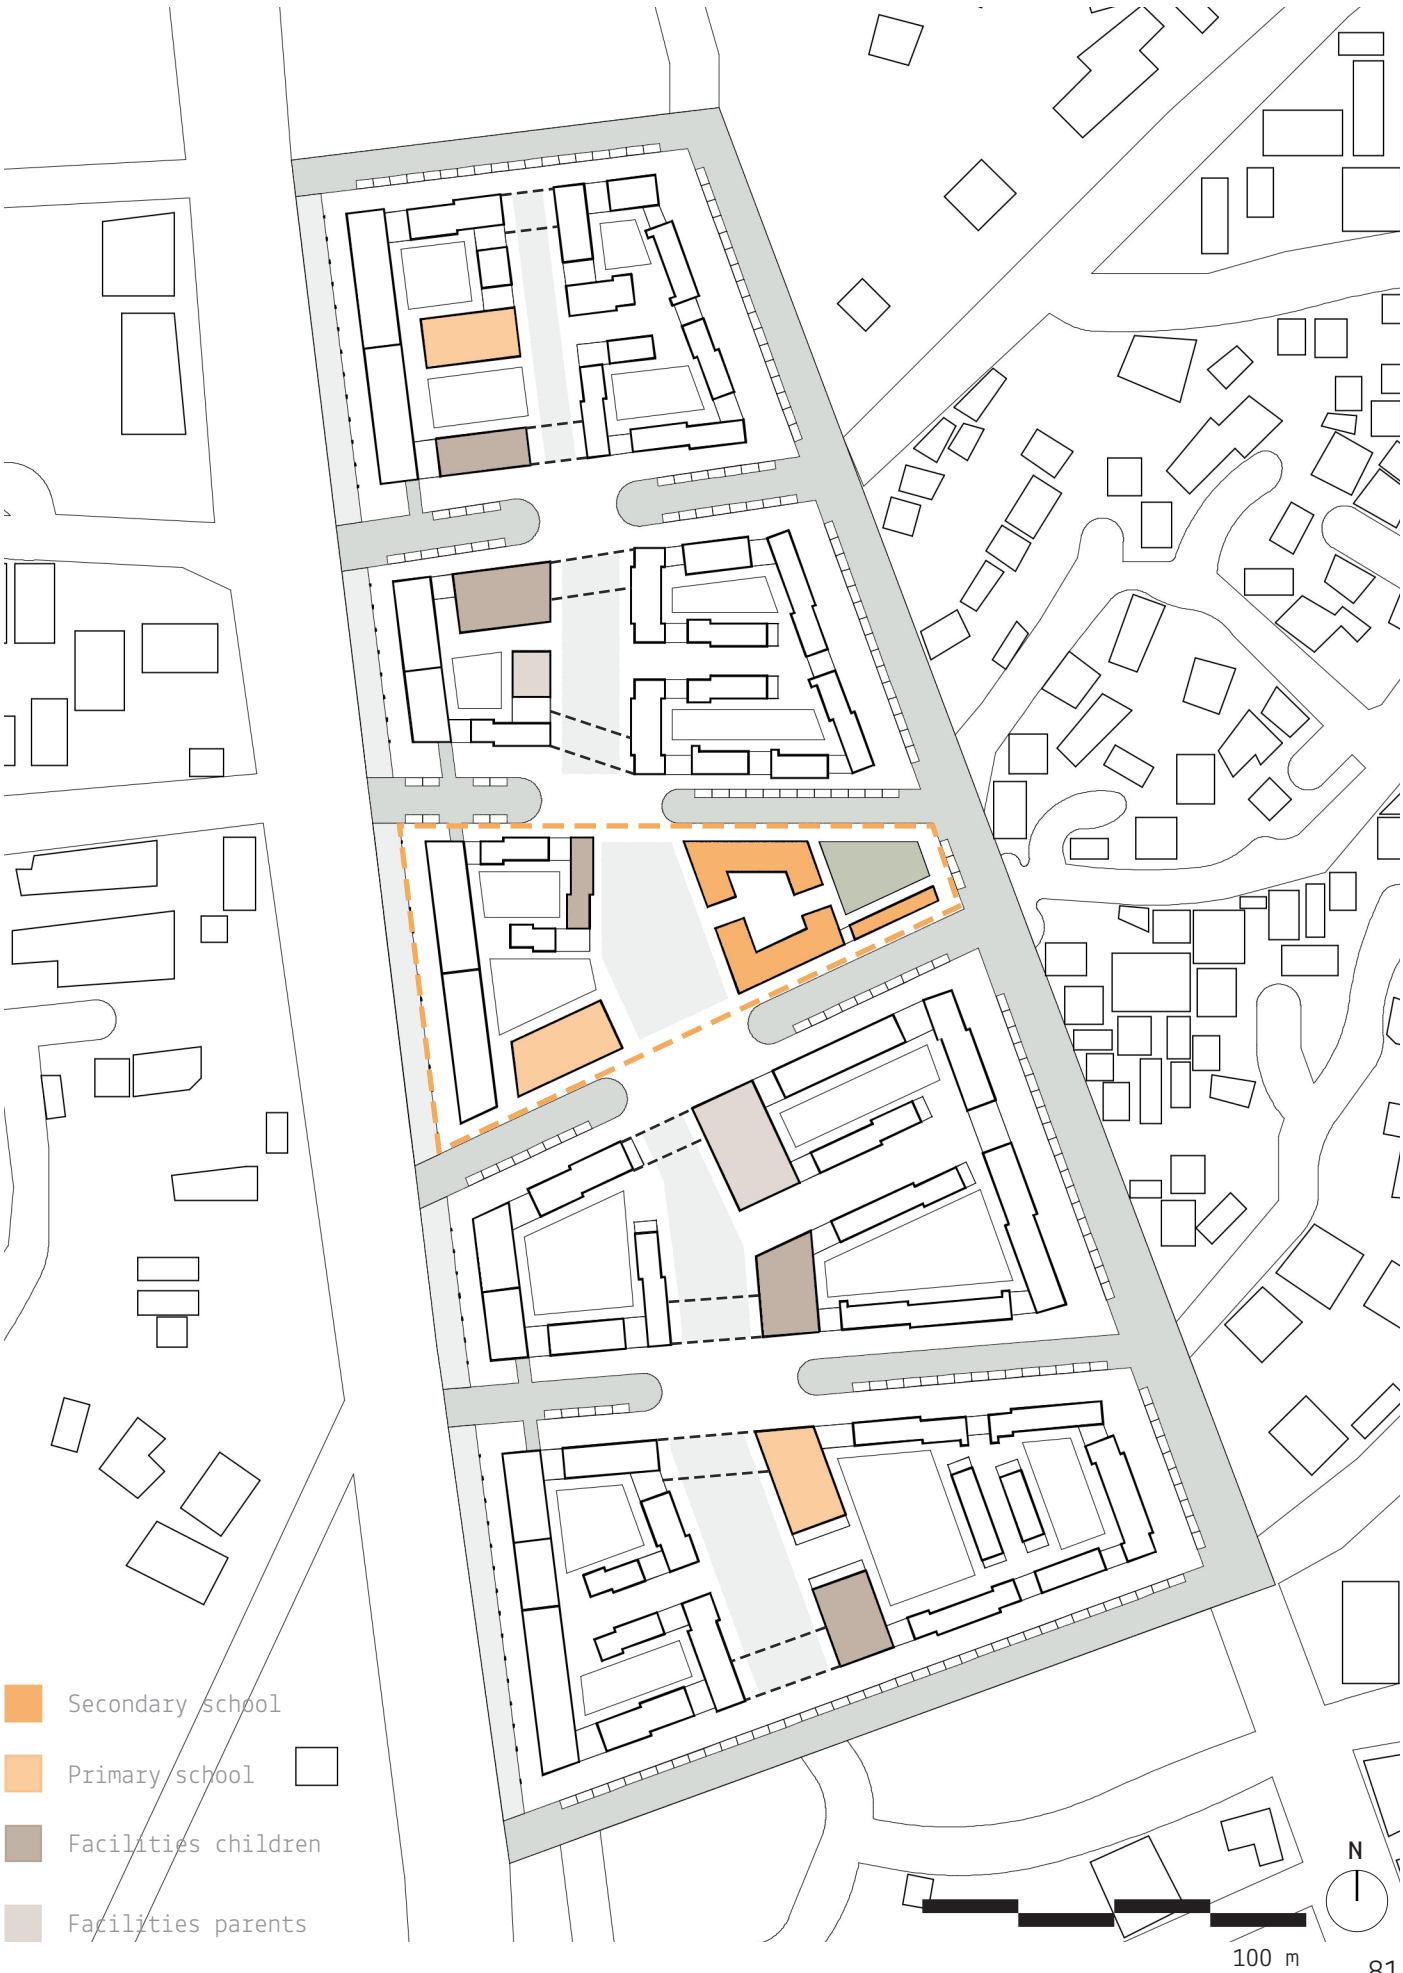 Secondary school
Primary school
Facilities children
Facilities parents
N
100 m
81